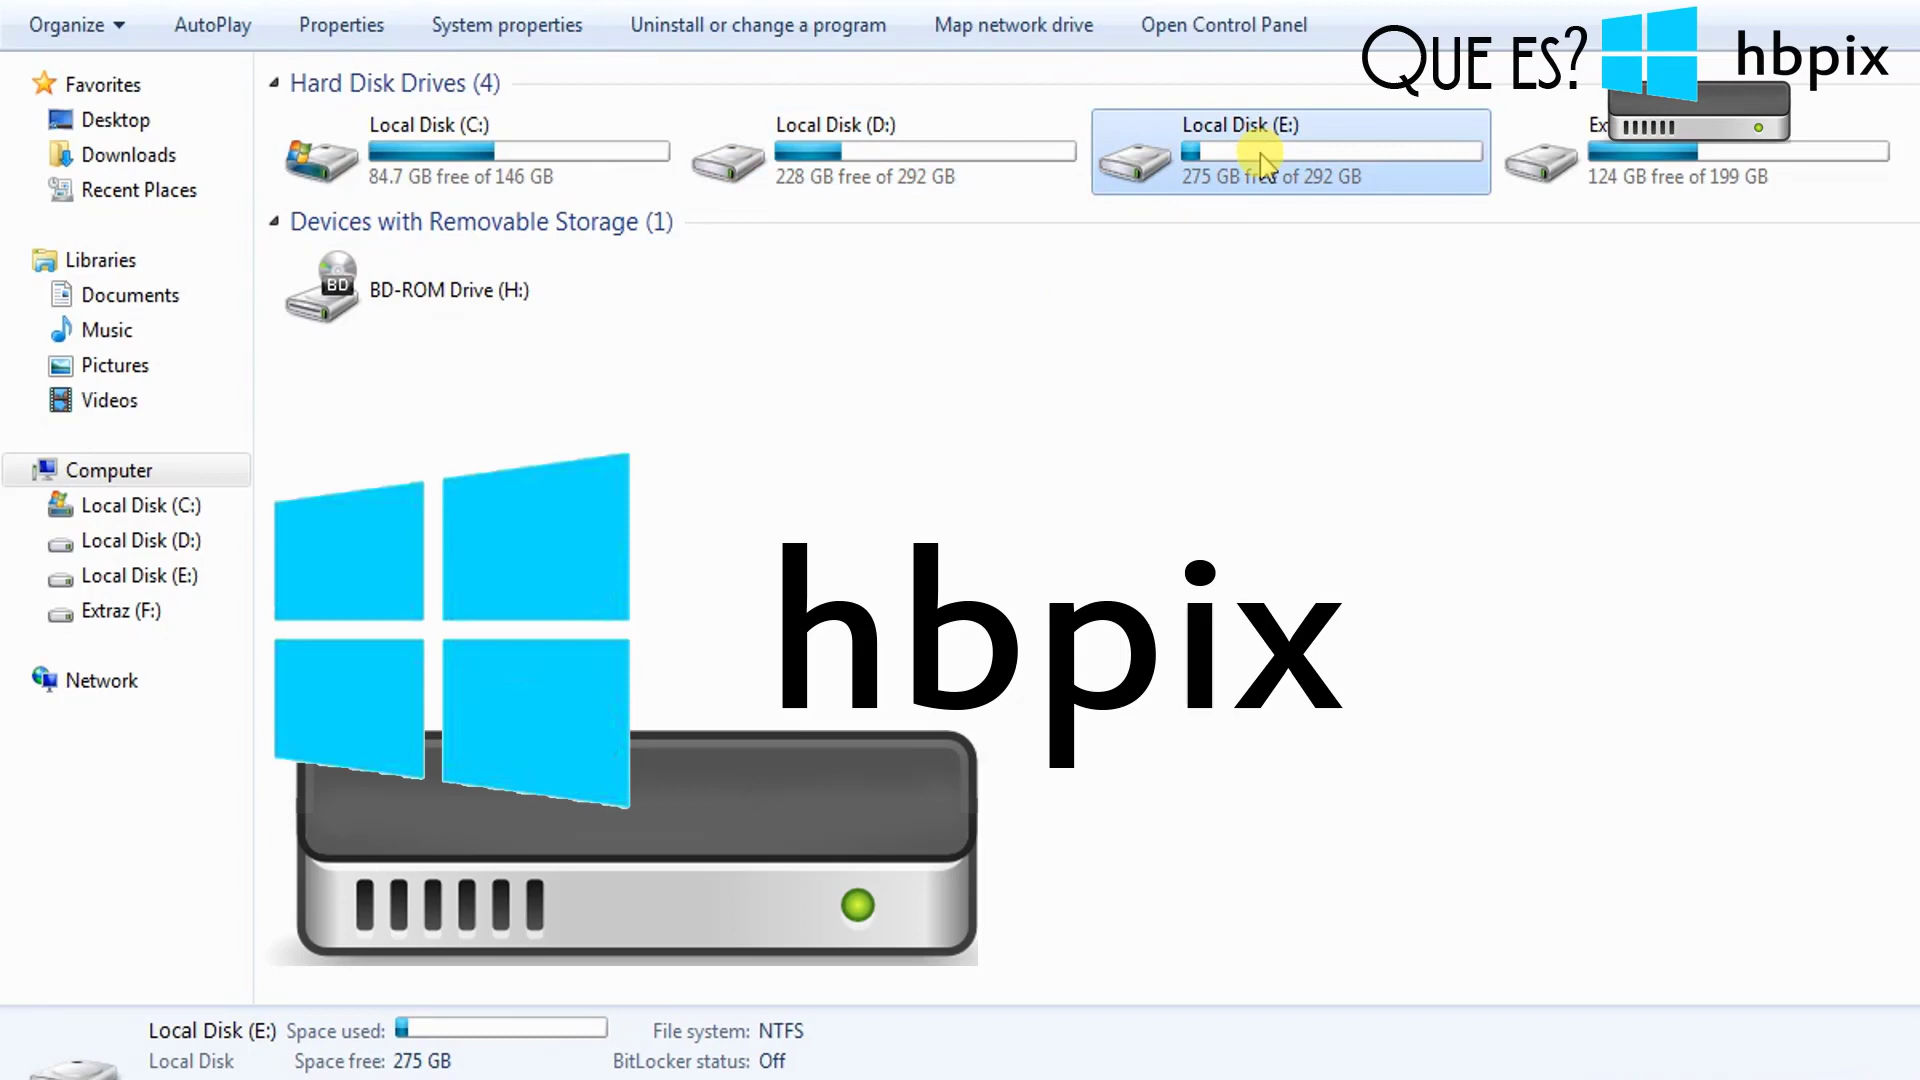 Organize AutoPlay Properties System properties Uninstall or change a program Map network drive Open Control Panel
QUE ES? hbpix
Favorites
Desktop
Downloads
Recent Places
Libraries
Documents
Music
Pictures
Videos
Computer
Local Disk (C:)
Local Disk (D:)
Local Disk (E:)
Extraz (F:)
Network
Hard Disk Drives (4)
Local Disk (C:)
84.7 GB free of 146 GB
Local Disk (D:)
228 GB free of 292 GB
Local Disk (E:)
275 GB free of 292 GB
Ex
124 GB free of 199 GB
Devices with Removable Storage (1)
BD
BD-ROM Drive (H:)
hbpix
Local Disk (E:) Space used: File system: NTFS
Local Disk Space free: 275 GB BitLocker status: Off